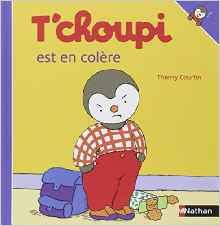 T'choupi
est en colère
Thierry Courtin
Nathan